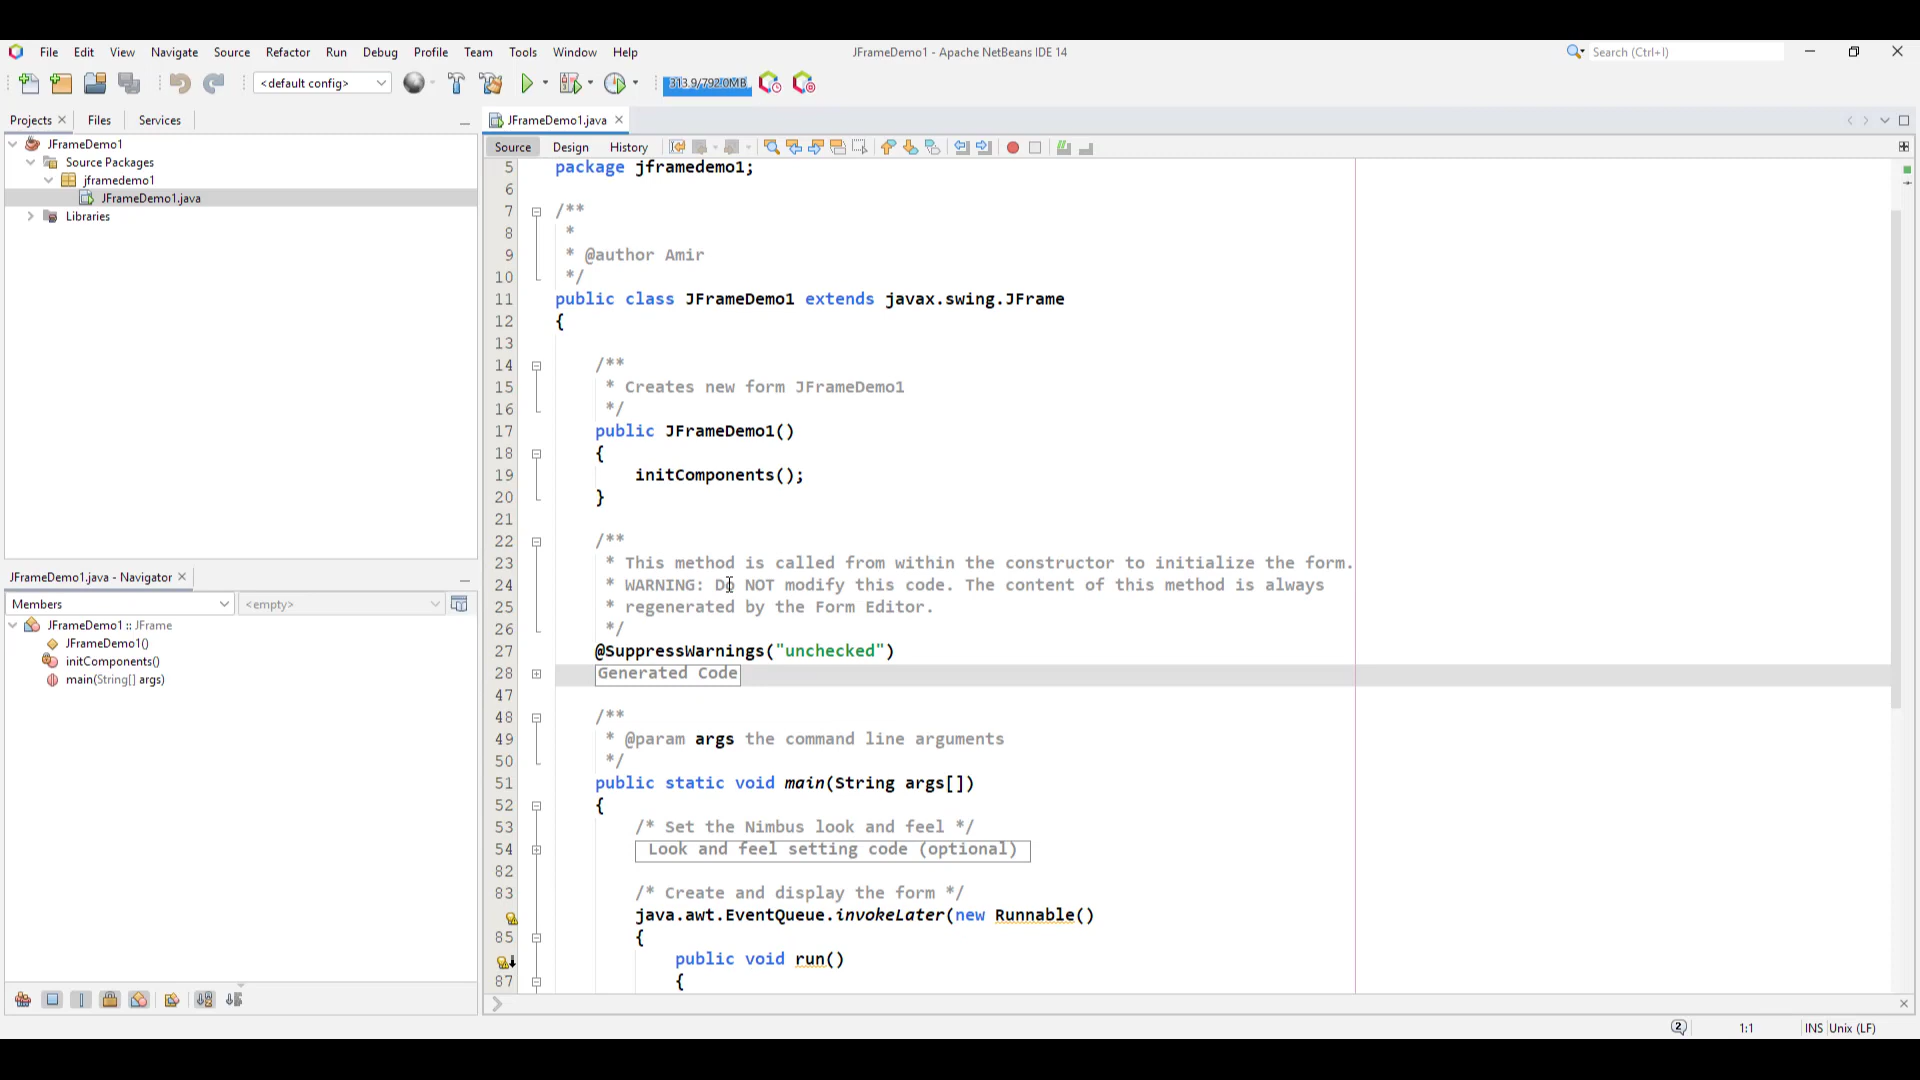 File Edit View Navigate Source Refactor Run Debug Profile Team Tools Window Help
JFrameDemo1 - Apache NetBeans IDE 14
Search (Ctrl+I)
<default config>
313.9/792.0MB
Projects Files Services
JFrameDemo1
Source Packages
jframedemo1
JFrameDemo1.java
Libraries
JFrameDemo1.java - Navigator
Members
<empty>
JFrameDemo1 :: JFrame
JFrameDemo1()
initComponents()
main(String[] args)
JFrameDemo1.java
Source Design History
5 package jframedemo1;
6
7 /**
8 *
9 * @author Amir
10 */
11 public class JFrameDemo1 extends javax.swing.JFrame
12 {
13
14 /**
15 * Creates new form JFrameDemo1
16 */
17 public JFrameDemo1()
18 {
19 initComponents();
20 }
21
22 /**
23 * This method is called from within the constructor to initialize the form.
24 * WARNING: Do NOT modify this code. The content of this method is always
25 * regenerated by the Form Editor.
26 */
27 @SuppressWarnings("unchecked")
28 Generated Code
47
48 /**
49 * @param args the command line arguments
50 */
51 public static void main(String args[])
52 {
53 /* Set the Nimbus look and feel */
54 Look and feel setting code (optional)
82
83 /* Create and display the form */
java.awt.EventQueue.invokeLater(new Runnable()
85 {
public void run()
87 {
2 1:1 INS Unix (LF)